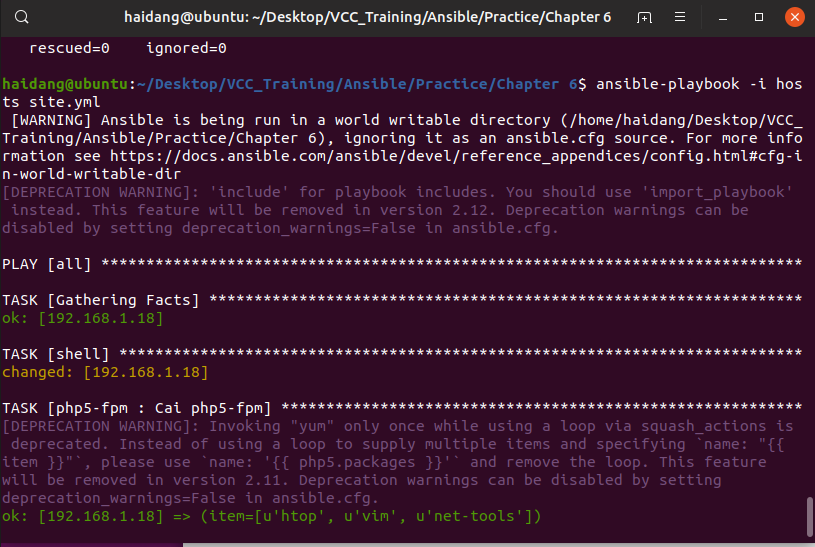 haidang@ubuntu: ~/Desktop/VCC_Training/Ansible/Practice/Chapter 6
   rescued=0    ignored=0
haidang@ubuntu:~/Desktop/VCC_Training/Ansible/Practice/Chapter 6$ ansible-playbook -i hos
ts site.yml
 [WARNING] Ansible is being run in a world writable directory (/home/haidang/Desktop/VCC_
Training/Ansible/Practice/Chapter 6), ignoring it as an ansible.cfg source. For more info
rmation see https://docs.ansible.com/ansible/devel/reference_appendices/config.html#cfg-i
n-world-writable-dir
[DEPRECATION WARNING]: 'include' for playbook includes. You should use 'import_playbook'
 instead. This feature will be removed in version 2.12. Deprecation warnings can be
disabled by setting deprecation_warnings=False in ansible.cfg.
PLAY [all] ******************************************************************************
TASK [Gathering Facts] ******************************************************************
ok: [192.168.1.18]
TASK [shell] ****************************************************************************
changed: [192.168.1.18]
TASK [php5-fpm : Cai php5-fpm] **********************************************************
[DEPRECATION WARNING]: Invoking "yum" only once while using a loop via squash_actions is
 deprecated. Instead of using a loop to supply multiple items and specifying `name: "{{
item }}"`, please use `name: '{{ php5.packages }}'` and remove the loop. This feature
will be removed in version 2.11. Deprecation warnings can be disabled by setting
deprecation_warnings=False in ansible.cfg.
ok: [192.168.1.18] => (item=[u'htop', u'vim', u'net-tools'])